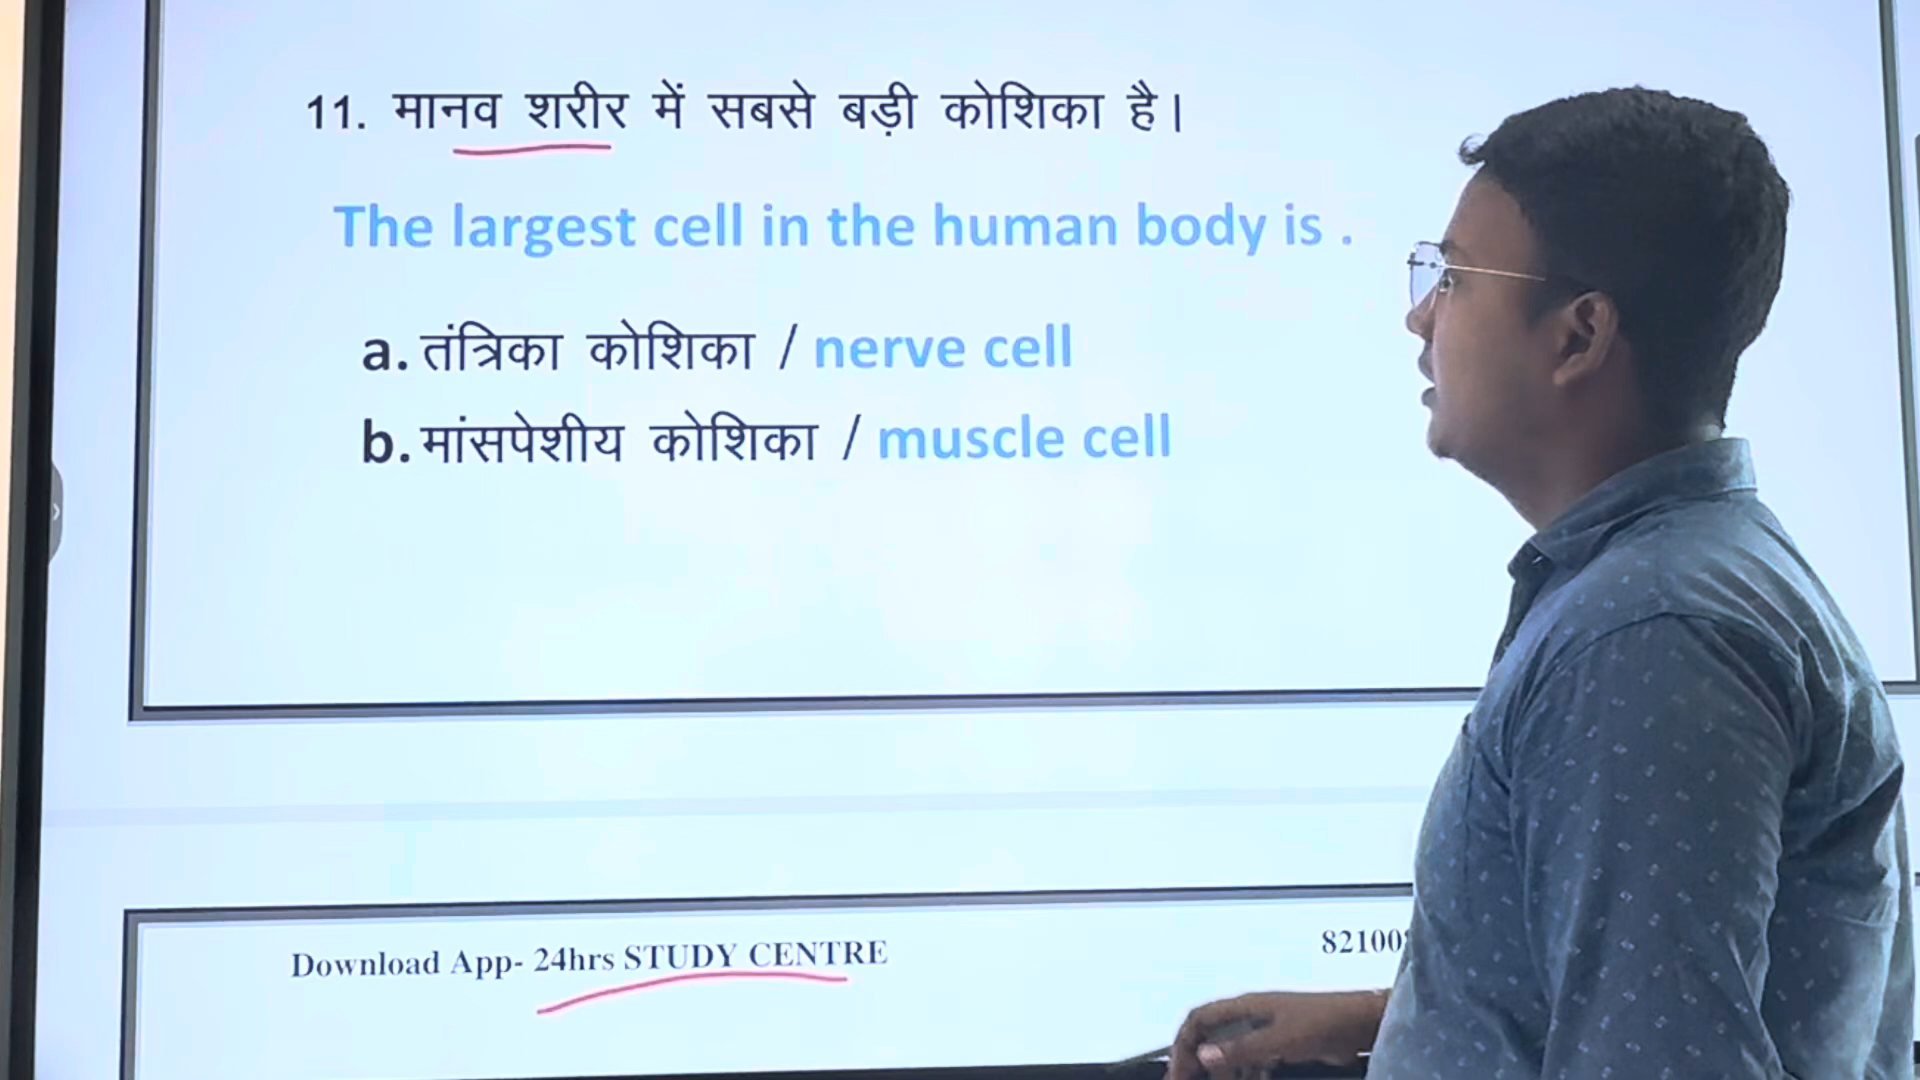 11. मानव शरीर में सबसे बड़ी कोशिका है।
The largest cell in the human body is .
a. तंत्रिका कोशिका / nerve cell
b. मांसपेशीय कोशिका / muscle cell
Download App- 24hrs STUDY CENTRE